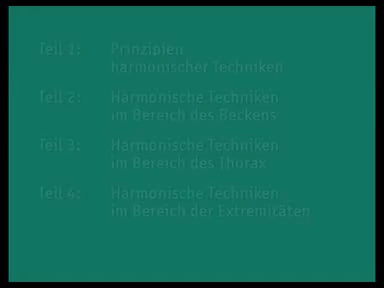 Teil 1: Prinzipien
harmonischer Techniken
Teil 2: Harmonische Techniken
im Bereich des Beckens
Teil 3: Harmonische Techniken
im Bereich des Thorax
Teil 4: Harmonische Techniken
im Bereich der Extremitäten